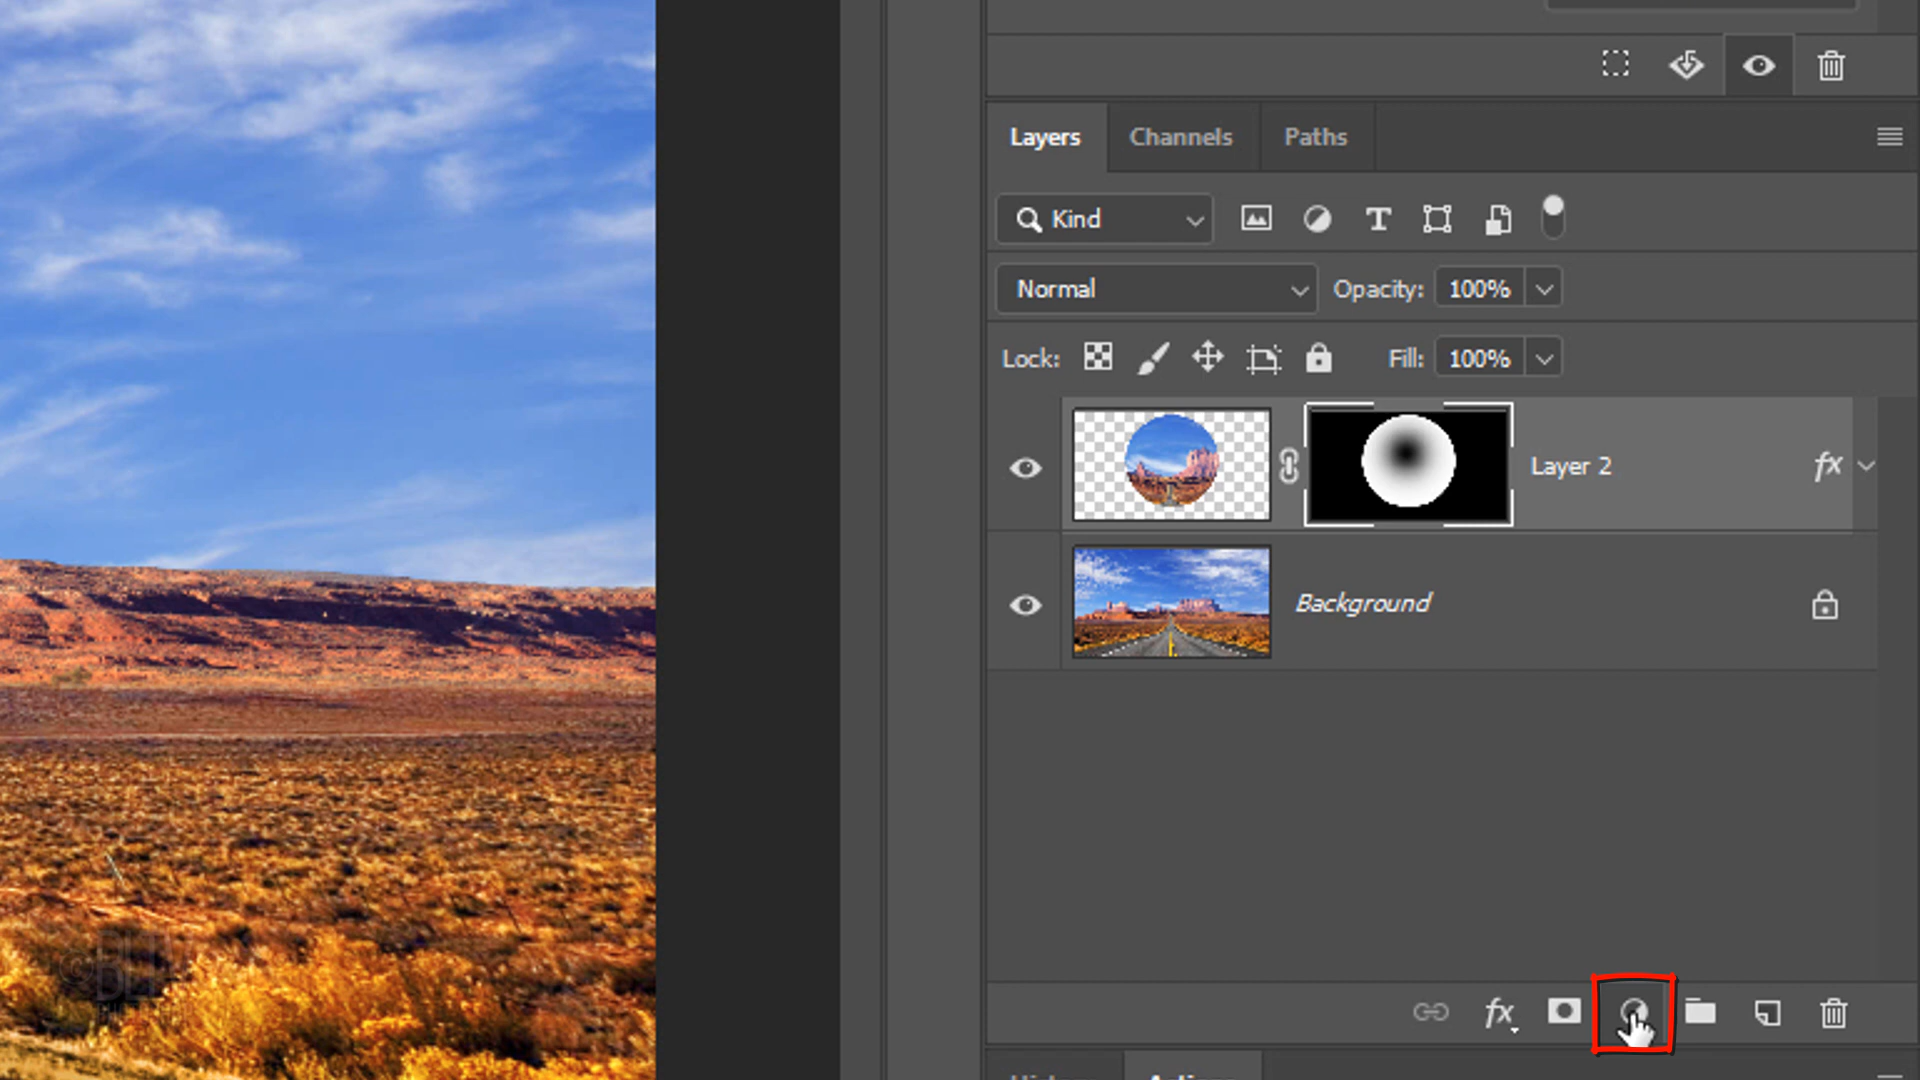 Layers Channels Paths
Kind T
Normal Opacity: 100%
Lock: Fill: 100%
Layer 2 fx
Background
fx